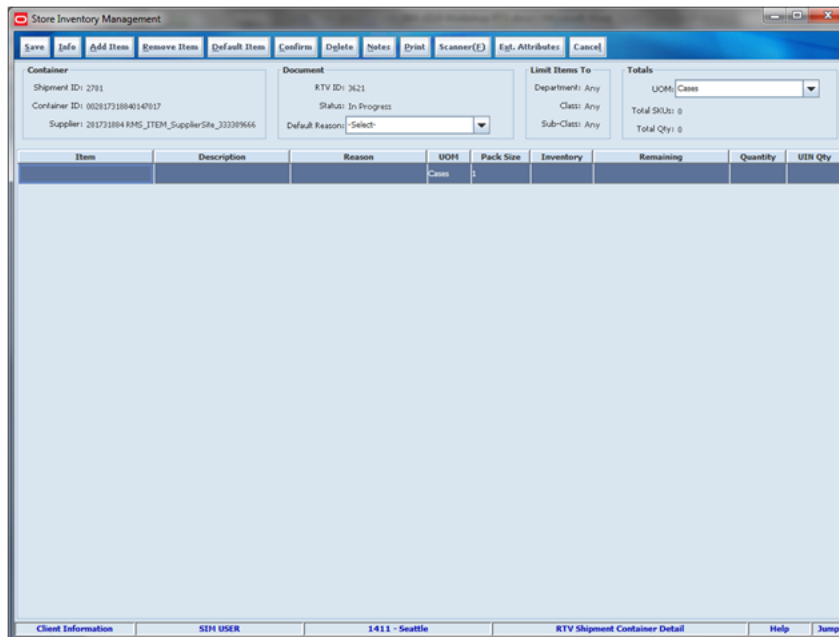 Store Inventory Management
Save Info Add Item Remove Item Default Item Confirm Delete Notes Print Scanner(F) Ext. Attributes Cancel
Container Document Limit Items To Totals
Shipment ID: 2781 RTV ID: 3621 Department: Any UOM: Cases
Container ID: 002817318840147017 Status: In Progress Class: Any Total SKUs: 0
Supplier: 281731884 RMS_ITEM_SupplierSite_333389666 Default Reason: -Select- Sub-Class: Any Total Qty: 0
Item Description Reason UOM Pack Size Inventory Remaining Quantity UIN Qty
Cases 1
Client Information SIM USER 1411 - Seattle RTV Shipment Container Detail Help Jump